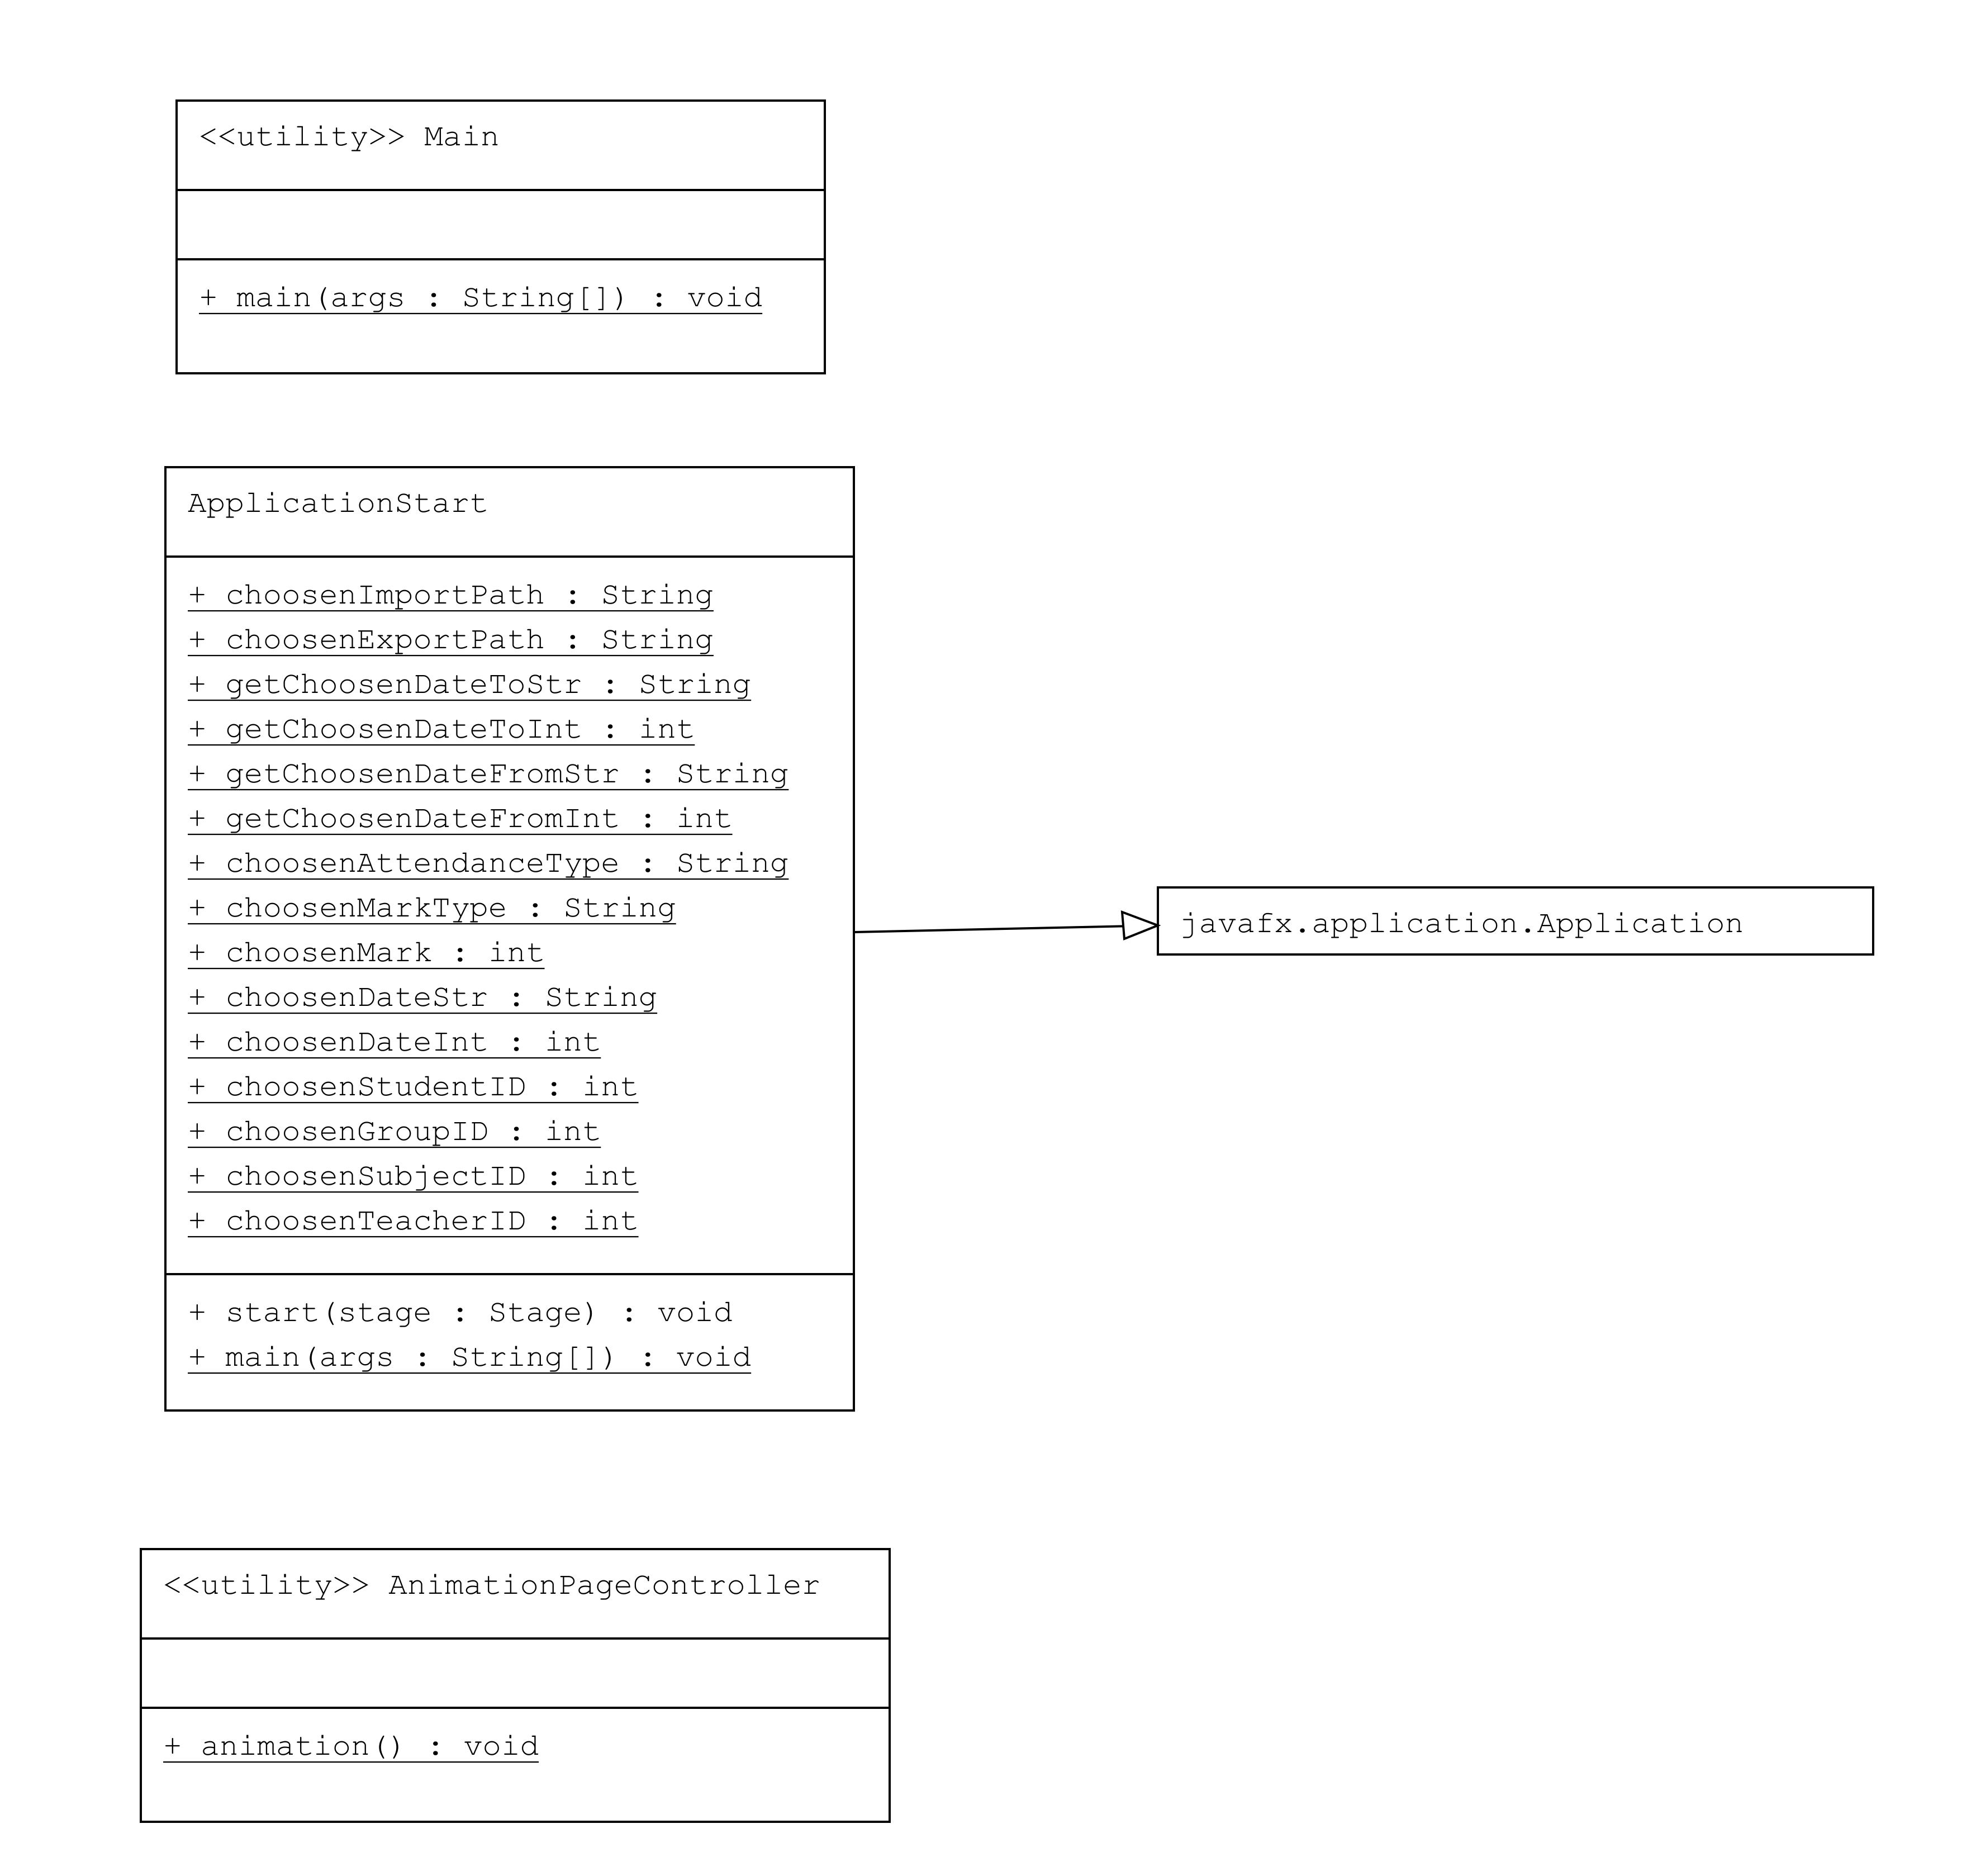 <<utility>> Main
+ main(args : String[]) : void
ApplicationStart
+ choosenImportPath : String
+ choosenExportPath : String
+ getChoosenDateToStr : String
+ getChoosenDateToInt : int
+ getChoosenDateFromStr : String
+ getChoosenDateFromInt : int
+ choosenAttendanceType : String
+ choosenMarkType : String
+ choosenMark : int
+ choosenDateStr : String
+ choosenDateInt : int
+ choosenStudentID : int
+ choosenGroupID : int
+ choosenSubjectID : int
+ choosenTeacherID : int
+ start(stage : Stage) : void
+ main(args : String[]) : void
javafx.application.Application
<<utility>> AnimationPageController
+ animation() : void